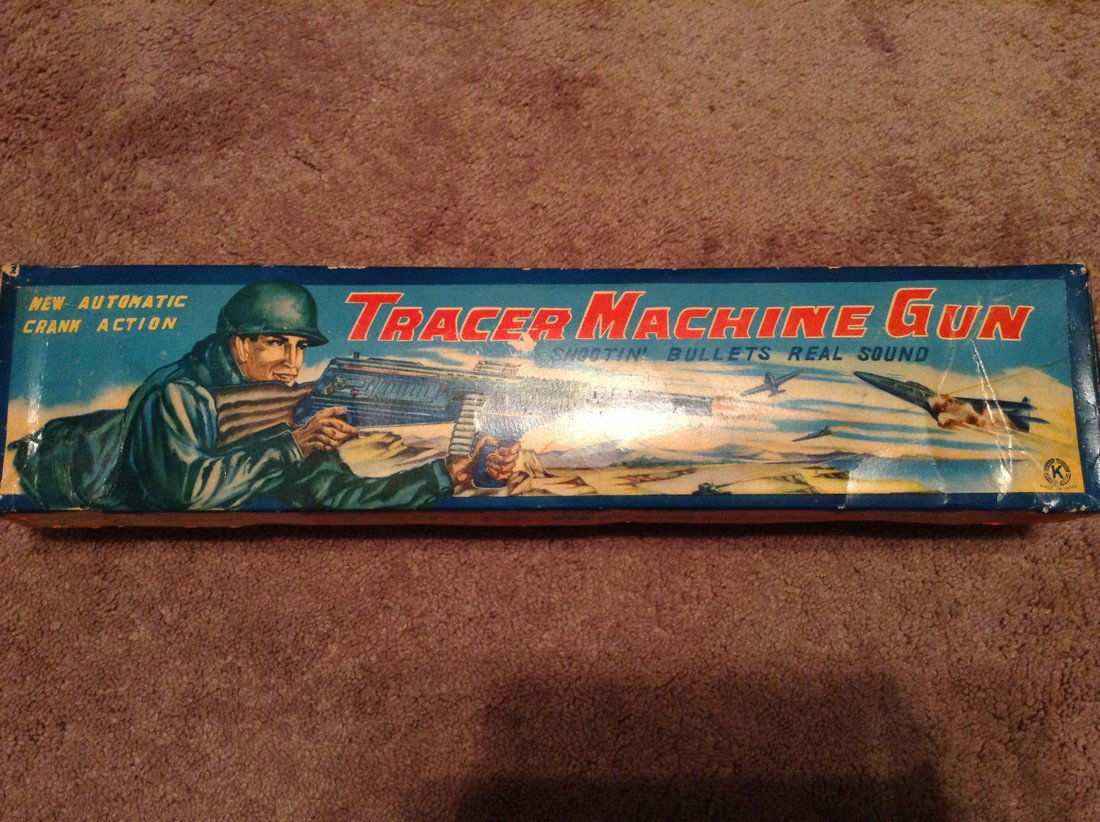 NEW AUTOMATIC
CRANK ACTION
TRACER MACHINE GUN
SHOOTIN' BULLETS REAL SOUND
K